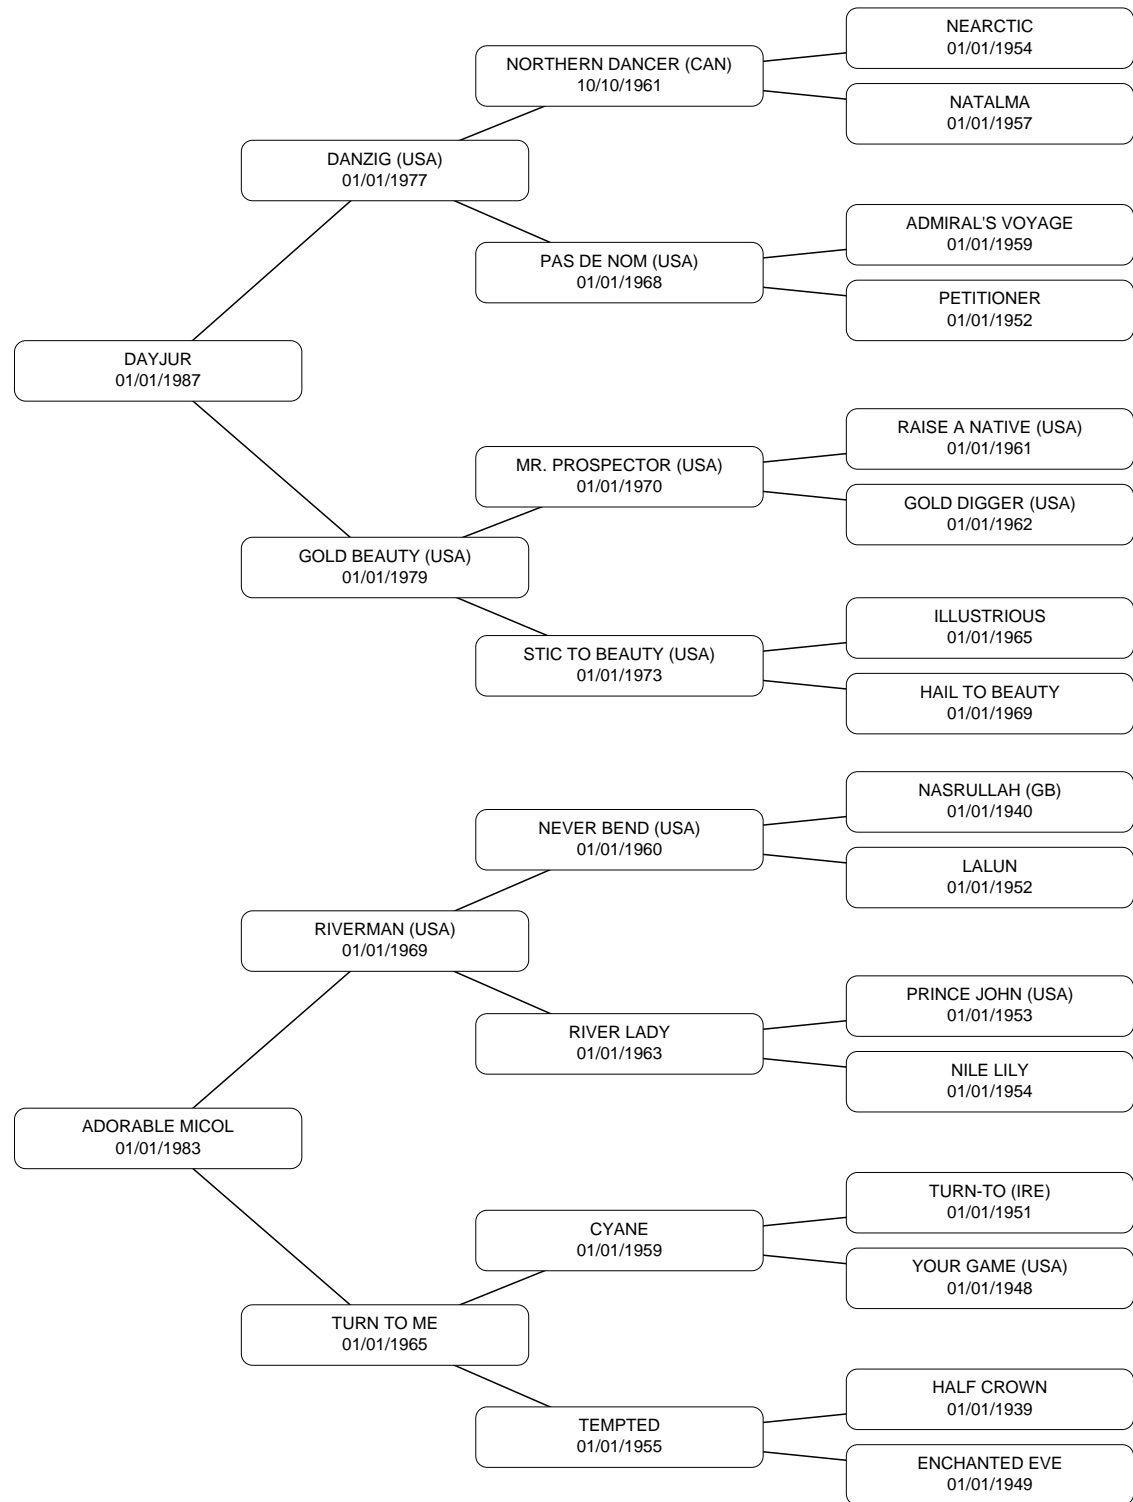 NEARCTIC
01/01/1954
NORTHERN DANCER (CAN)
10/10/1961
NATALMA
01/01/1957
DANZIG (USA)
01/01/1977
ADMIRAL'S VOYAGE
01/01/1959
PAS DE NOM (USA)
01/01/1968
PETITIONER
01/01/1952
DAYJUR
01/01/1987
RAISE A NATIVE (USA)
01/01/1961
MR. PROSPECTOR (USA)
01/01/1970
GOLD DIGGER (USA)
01/01/1962
GOLD BEAUTY (USA)
01/01/1979
ILLUSTRIOUS
01/01/1965
STIC TO BEAUTY (USA)
01/01/1973
HAIL TO BEAUTY
01/01/1969
NASRULLAH (GB)
01/01/1940
NEVER BEND (USA)
01/01/1960
LALUN
01/01/1952
RIVERMAN (USA)
01/01/1969
PRINCE JOHN (USA)
01/01/1953
RIVER LADY
01/01/1963
NILE LILY
01/01/1954
ADORABLE MICOL
01/01/1983
TURN-TO (IRE)
01/01/1951
CYANE
01/01/1959
YOUR GAME (USA)
01/01/1948
TURN TO ME
01/01/1965
HALF CROWN
01/01/1939
TEMPTED
01/01/1955
ENCHANTED EVE
01/01/1949